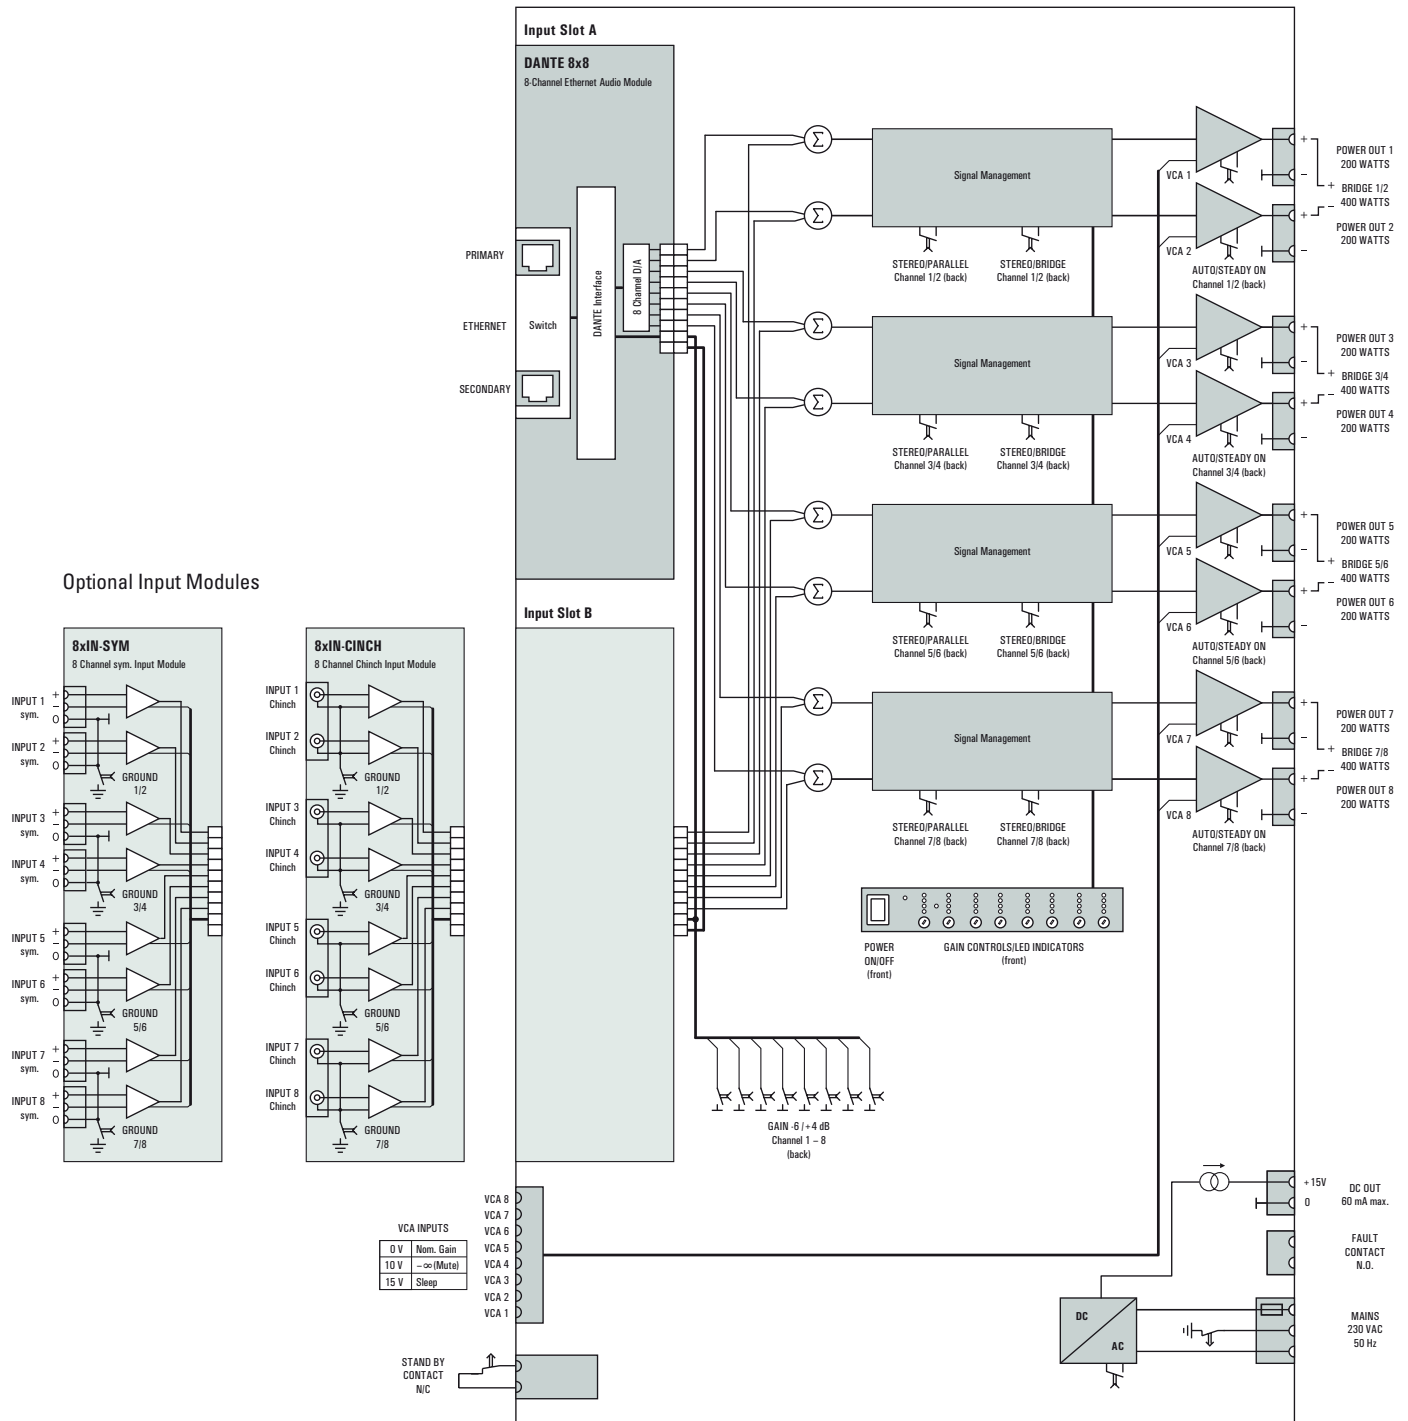 Input Slot A
DANTE 8x8
8-Channel Ethernet Audio Module
PRIMARY
ETHERNET
SECONDARY
Switch
DANTE Interface
8 Channel D/A
Σ
Σ
Signal Management
STEREO/PARALLEL
Channel 1/2 (back)
STEREO/BRIDGE
Channel 1/2 (back)
VCA 1
VCA 2
AUTO/STEADY ON
Channel 1/2 (back)
+
−
+
−
POWER OUT 1
200 WATTS
+ BRIDGE 1/2
− 400 WATTS
POWER OUT 2
200 WATTS
Σ
Σ
Signal Management
STEREO/PARALLEL
Channel 3/4 (back)
STEREO/BRIDGE
Channel 3/4 (back)
VCA 3
VCA 4
AUTO/STEADY ON
Channel 3/4 (back)
+
−
+
−
POWER OUT 3
200 WATTS
+ BRIDGE 3/4
− 400 WATTS
POWER OUT 4
200 WATTS
Σ
Σ
Signal Management
STEREO/PARALLEL
Channel 5/6 (back)
STEREO/BRIDGE
Channel 5/6 (back)
VCA 5
VCA 6
AUTO/STEADY ON
Channel 5/6 (back)
+
−
+
−
POWER OUT 5
200 WATTS
+ BRIDGE 5/6
− 400 WATTS
POWER OUT 6
200 WATTS
Σ
Σ
Signal Management
STEREO/PARALLEL
Channel 7/8 (back)
STEREO/BRIDGE
Channel 7/8 (back)
VCA 7
VCA 8
AUTO/STEADY ON
Channel 7/8 (back)
+
−
+
−
POWER OUT 7
200 WATTS
+ BRIDGE 7/8
− 400 WATTS
POWER OUT 8
200 WATTS
Optional Input Modules
8xIN-SYM
8 Channel sym. Input Module
INPUT 1
sym.
+
−
0
INPUT 2
sym.
+
−
0
GROUND
1/2
INPUT 3
sym.
+
−
0
INPUT 4
sym.
+
−
0
GROUND
3/4
INPUT 5
sym.
+
−
0
INPUT 6
sym.
+
−
0
GROUND
5/6
INPUT 7
sym.
+
−
0
INPUT 8
sym.
+
−
0
GROUND
7/8
8xIN-CINCH
8 Channel Chinch Input Module
INPUT 1
Chinch
INPUT 2
Chinch
GROUND
1/2
INPUT 3
Chinch
INPUT 4
Chinch
GROUND
3/4
INPUT 5
Chinch
INPUT 6
Chinch
GROUND
5/6
INPUT 7
Chinch
INPUT 8
Chinch
GROUND
7/8
Input Slot B
POWER
ON/OFF
(front)
GAIN CONTROLS/LED INDICATORS
(front)
GAIN -6 / + 4 dB
Channel 1 – 8
(back)
VCA INPUTS
0 V Nom. Gain
10 V – ∞ (Mute)
15 V Sleep
VCA 8
VCA 7
VCA 6
VCA 5
VCA 4
VCA 3
VCA 2
VCA 1
STAND BY
CONTACT
N/C
+ 15V
0
DC OUT
60 mA max.
FAULT
CONTACT
N.O.
DC
AC
MAINS
230 VAC
50 Hz